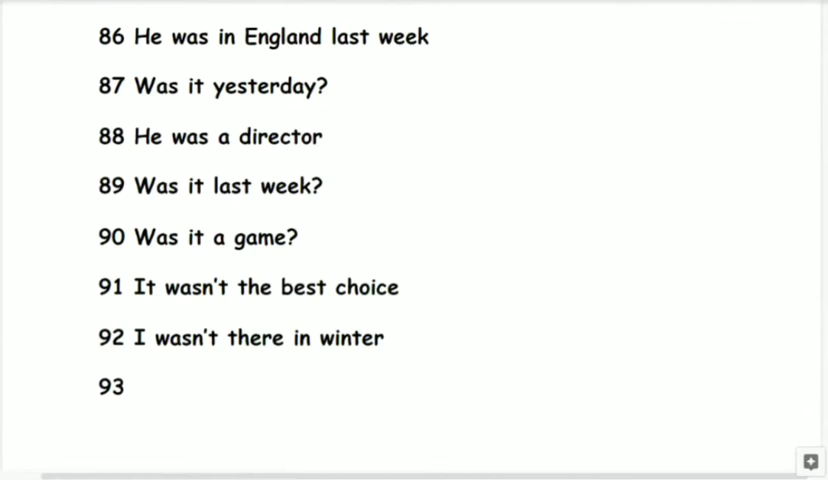 86 He was in England last week
87 Was it yesterday?
88 He was a director
89 Was it last week?
90 Was it a game?
91 It wasn't the best choice
92 I wasn't there in winter
93